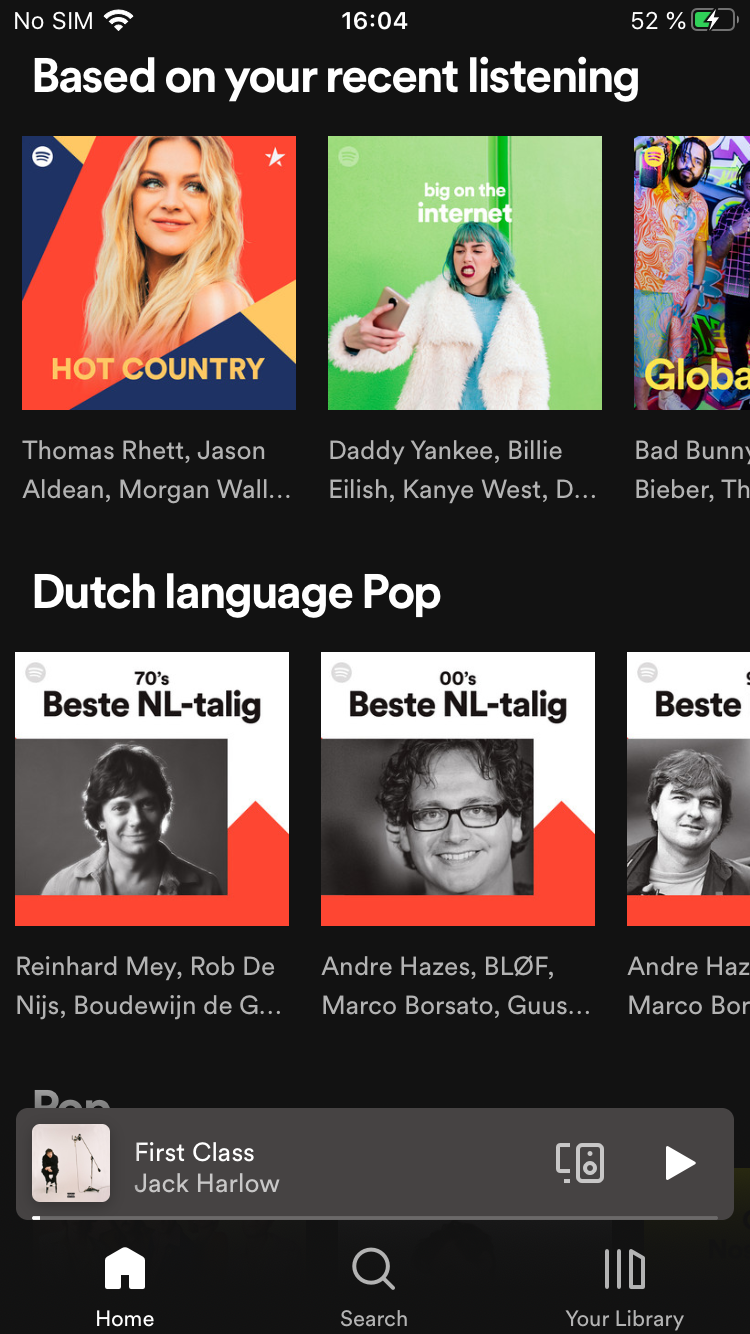 No SIM 16:04 52 %
Based on your recent listening
HOT COUNTRY
big on the
internet
Thomas Rhett, Jason
Aldean, Morgan Wall...
Daddy Yankee, Billie
Eilish, Kanye West, D...
Bad Bunny
Bieber, Th
Dutch language Pop
70's
Beste NL-talig
00's
Beste NL-talig
Beste
Reinhard Mey, Rob De
Nijs, Boudewijn de G...
Andre Hazes, BLØF,
Marco Borsato, Guus...
Andre Haz
Marco Bor
Pop
First Class
Jack Harlow
Home Search Your Library